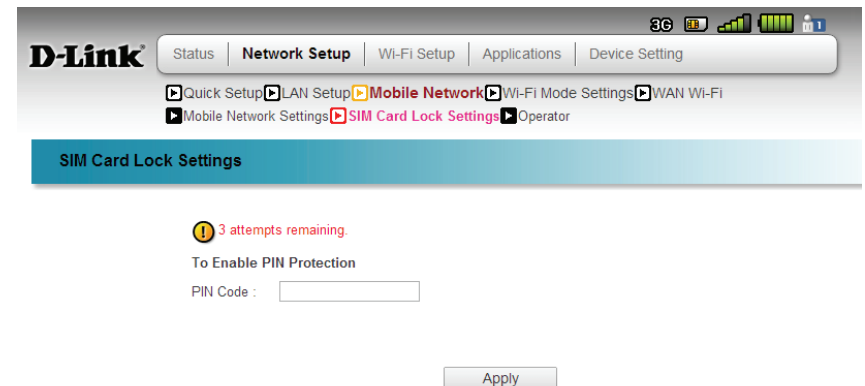 3G 1
D-Link
Status Network Setup Wi-Fi Setup Applications Device Setting
Quick Setup LAN Setup Mobile Network Wi-Fi Mode Settings WAN Wi-Fi
Mobile Network Settings SIM Card Lock Settings Operator
SIM Card Lock Settings
3 attempts remaining.
To Enable PIN Protection
PIN Code :
Apply